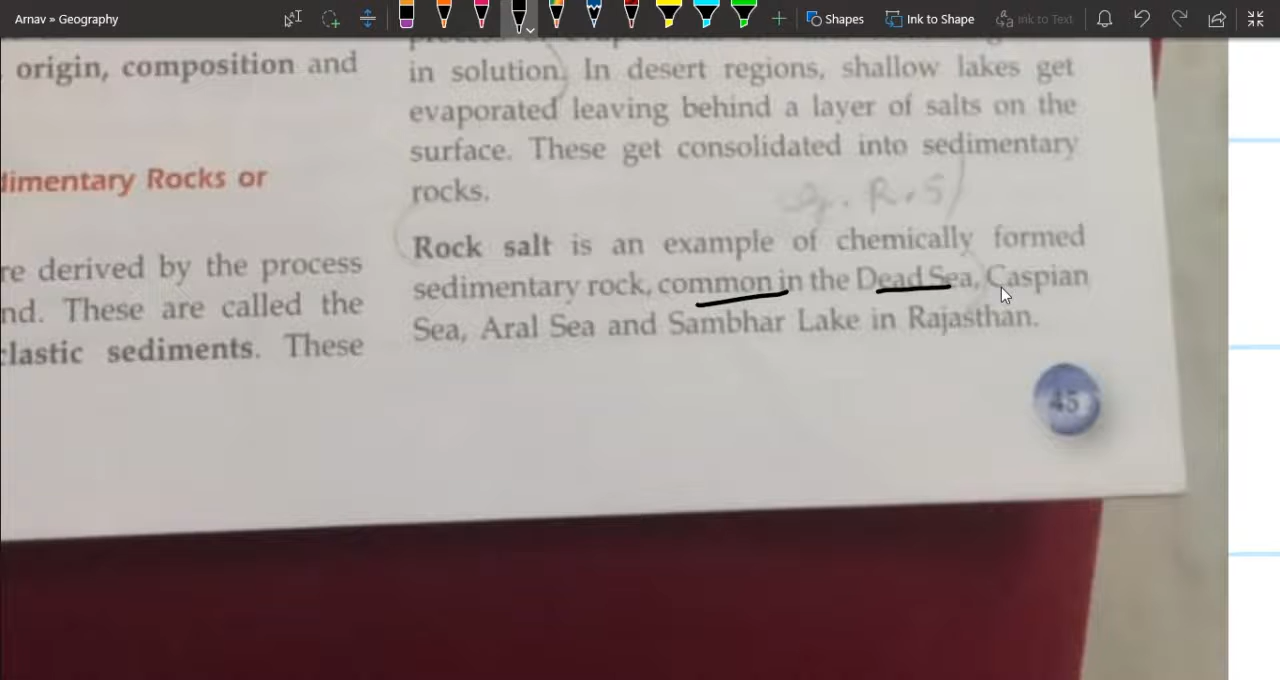 Arnav » Geography
Shapes
Ink to Shape
Ink to Text
origin, composition and
dimentary Rocks or
re derived by the process
nd. These are called the
clastic sediments. These
in solution. In desert regions, shallow lakes get
evaporated leaving behind a layer of salts on the
surface. These get consolidated into sedimentary
rocks.
Rock salt is an example of chemically formed
sedimentary rock, common in the Dead Sea, Caspian
Sea, Aral Sea and Sambhar Lake in Rajasthan.
45